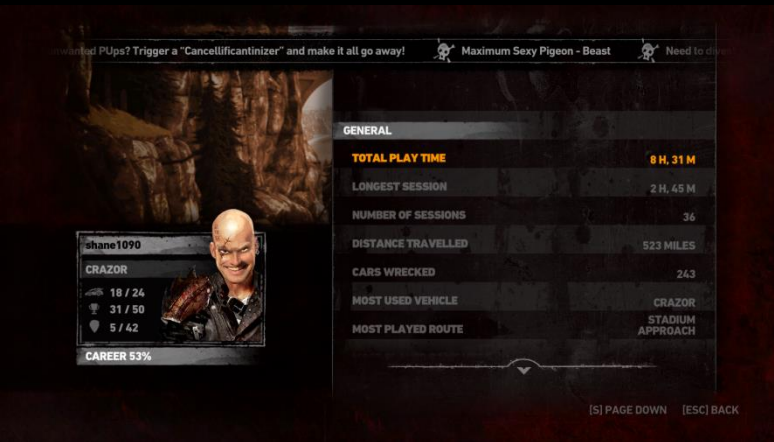 PUps? Trigger a "Cancellificantinizer" and make it all go away! Maximum Sexy Pigeon - Beast Need to
GENERAL
TOTAL PLAY TIME 8 H, 31 M
LONGEST SESSION 2 H, 45 M
NUMBER OF SESSIONS 36
DISTANCE TRAVELLED 523 MILES
CARS WRECKED 243
MOST USED VEHICLE CRAZOR
MOST PLAYED ROUTE STADIUM
APPROACH
shane1090
CRAZOR
18 / 24
31 / 50
5 / 42
CAREER 53%
[S] PAGE DOWN [ESC] BACK